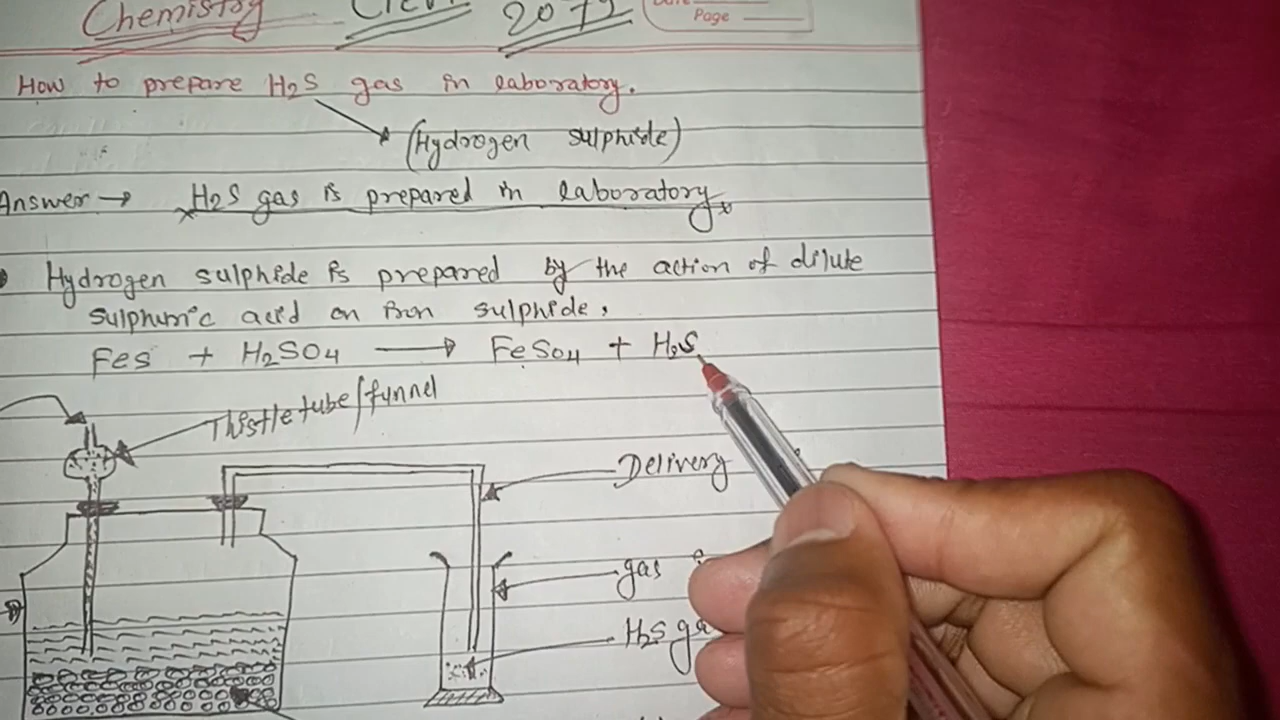 Chemistry 2072
Page
How to prepare H2S gas in laboratory.
(Hydrogen sulphide)
Answer → H2S gas is prepared in laboratory
Hydrogen sulphide is prepared by the action of dilute
sulphuric acid on iron sulphide.
Fes + H2SO4 → FeSO4 + H2S
Thistle tube/funnel
Delivery
gas
H2S ga